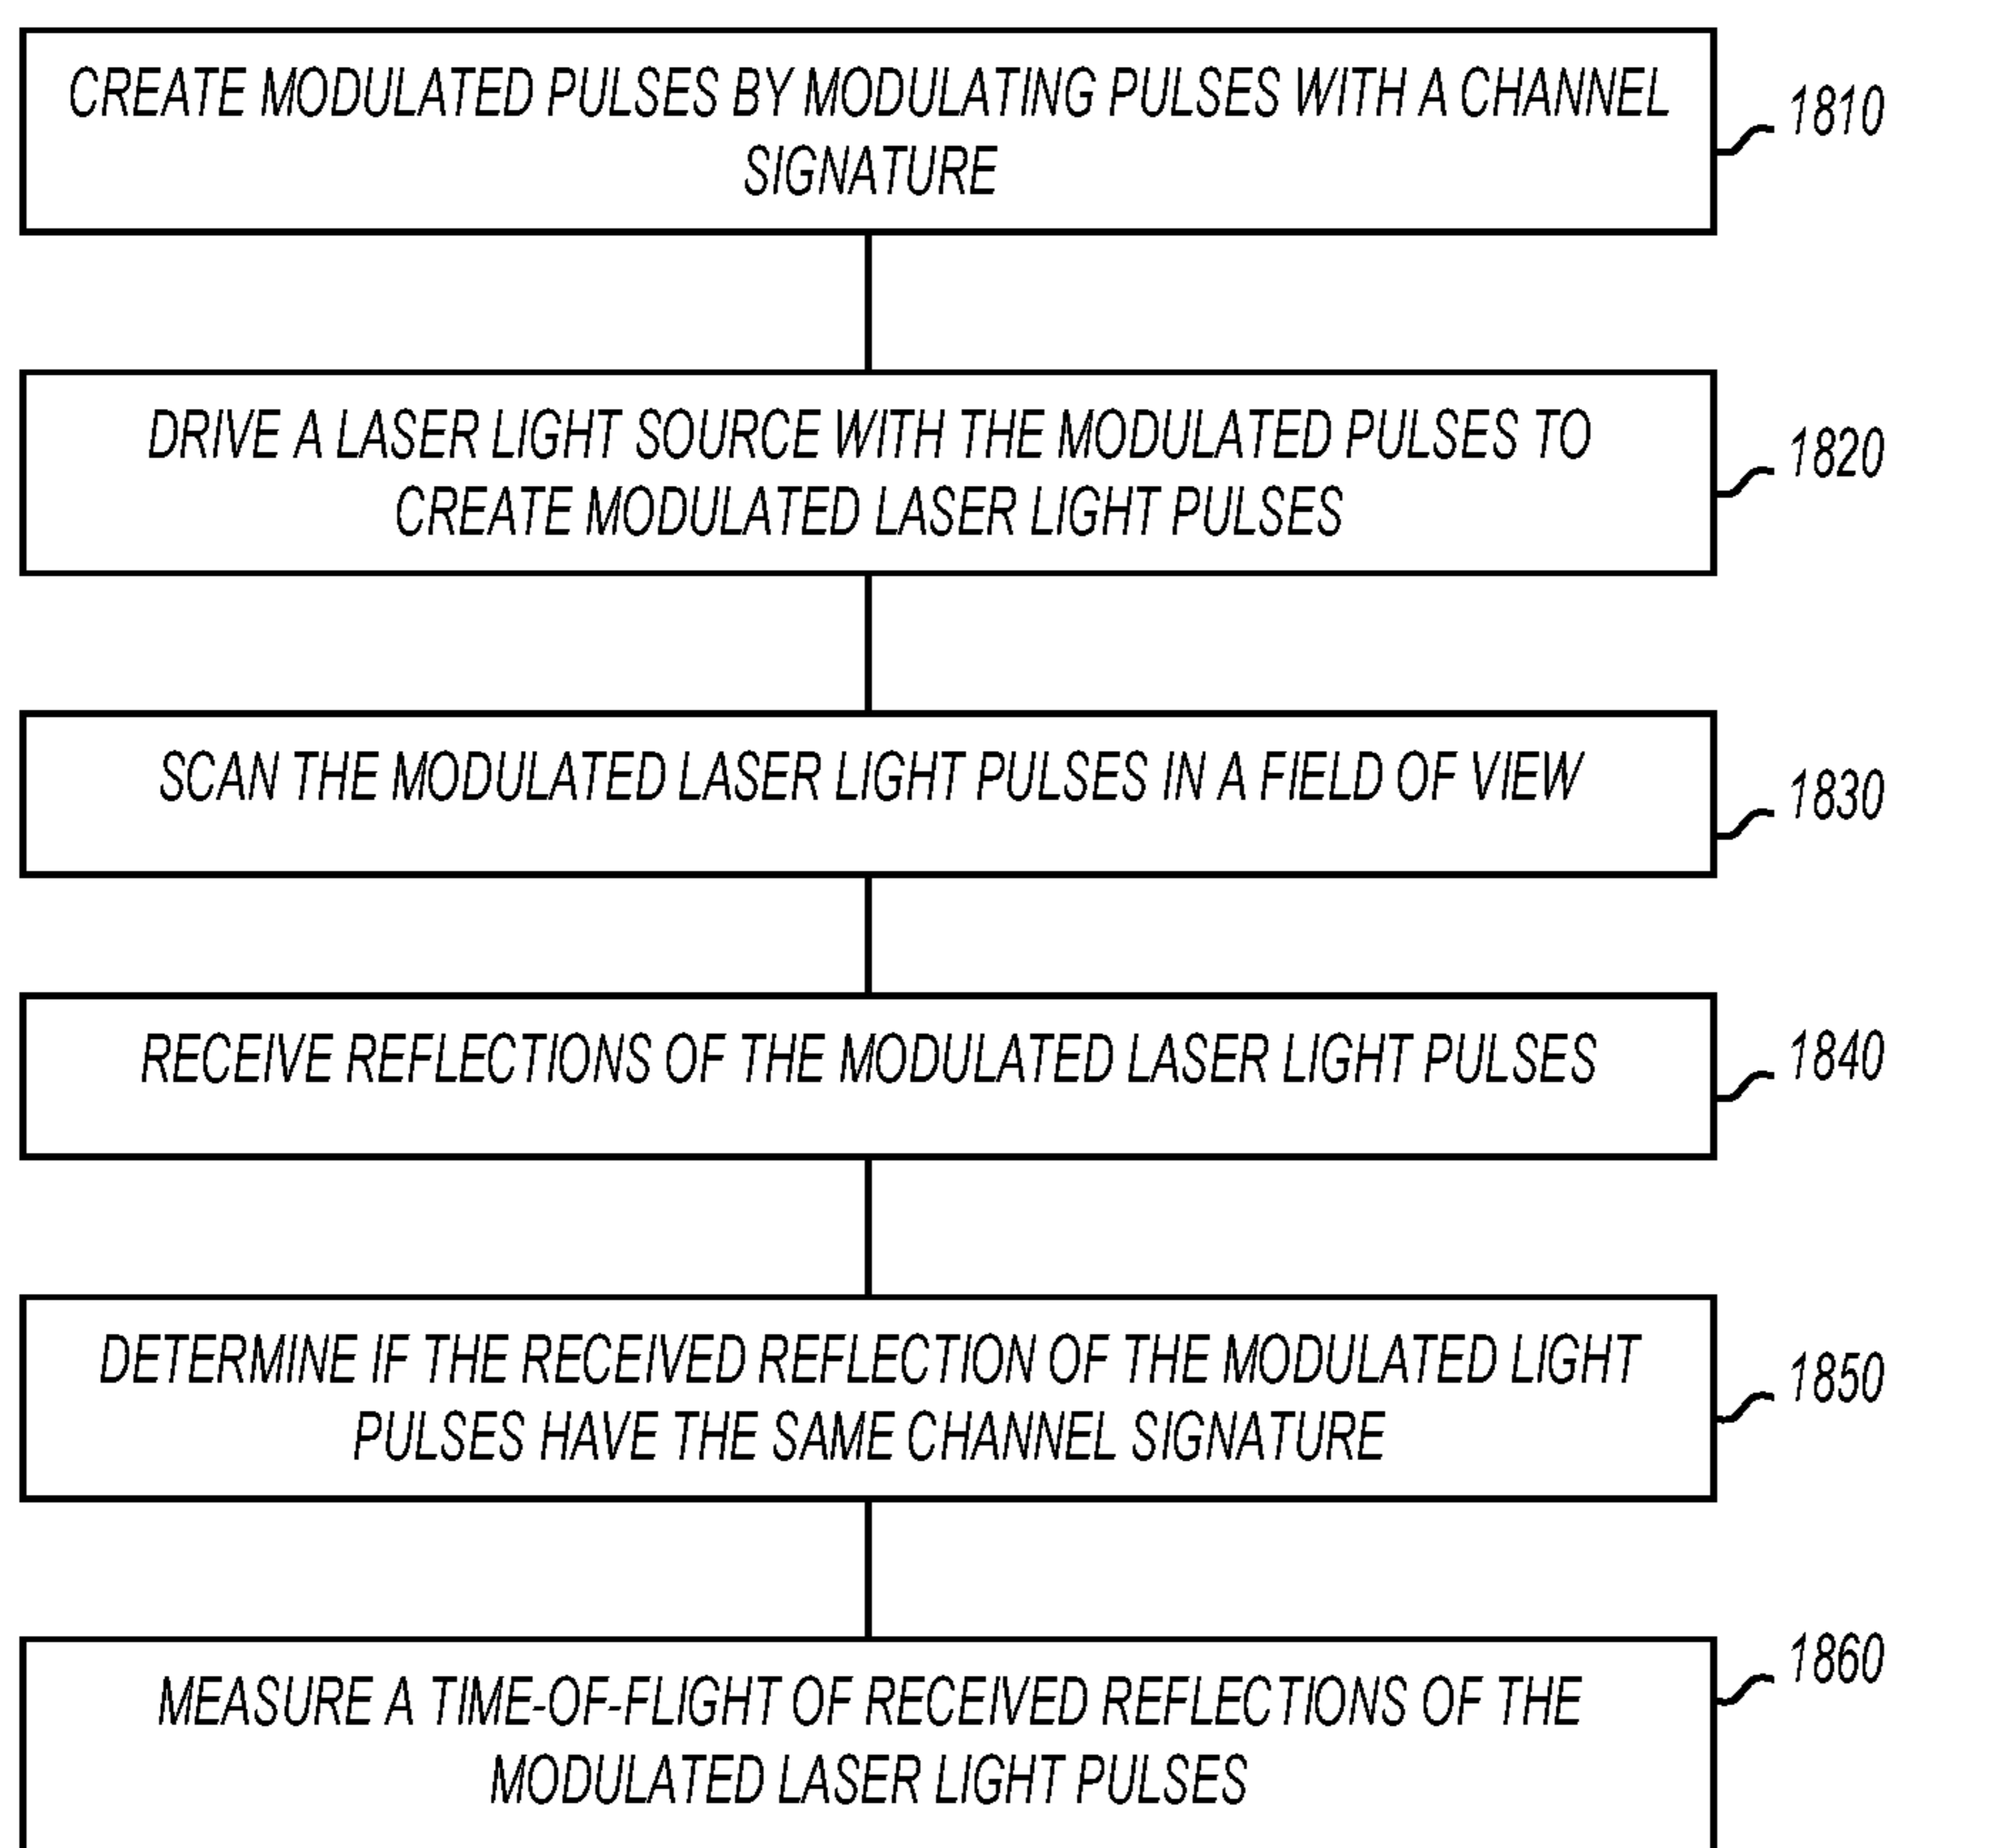 CREATE MODULATED PULSES BY MODULATING PULSES WITH A CHANNEL
SIGNATURE
1810
DRIVE A LASER LIGHT SOURCE WITH THE MODULATED PULSES TO
CREATE MODULATED LASER LIGHT PULSES
1820
SCAN THE MODULATED LASER LIGHT PULSES IN A FIELD OF VIEW
1830
RECEIVE REFLECTIONS OF THE MODULATED LASER LIGHT PULSES
1840
DETERMINE IF THE RECEIVED REFLECTION OF THE MODULATED LIGHT
PULSES HAVE THE SAME CHANNEL SIGNATURE
1850
MEASURE A TIME-OF-FLIGHT OF RECEIVED REFLECTIONS OF THE
MODULATED LASER LIGHT PULSES
1860